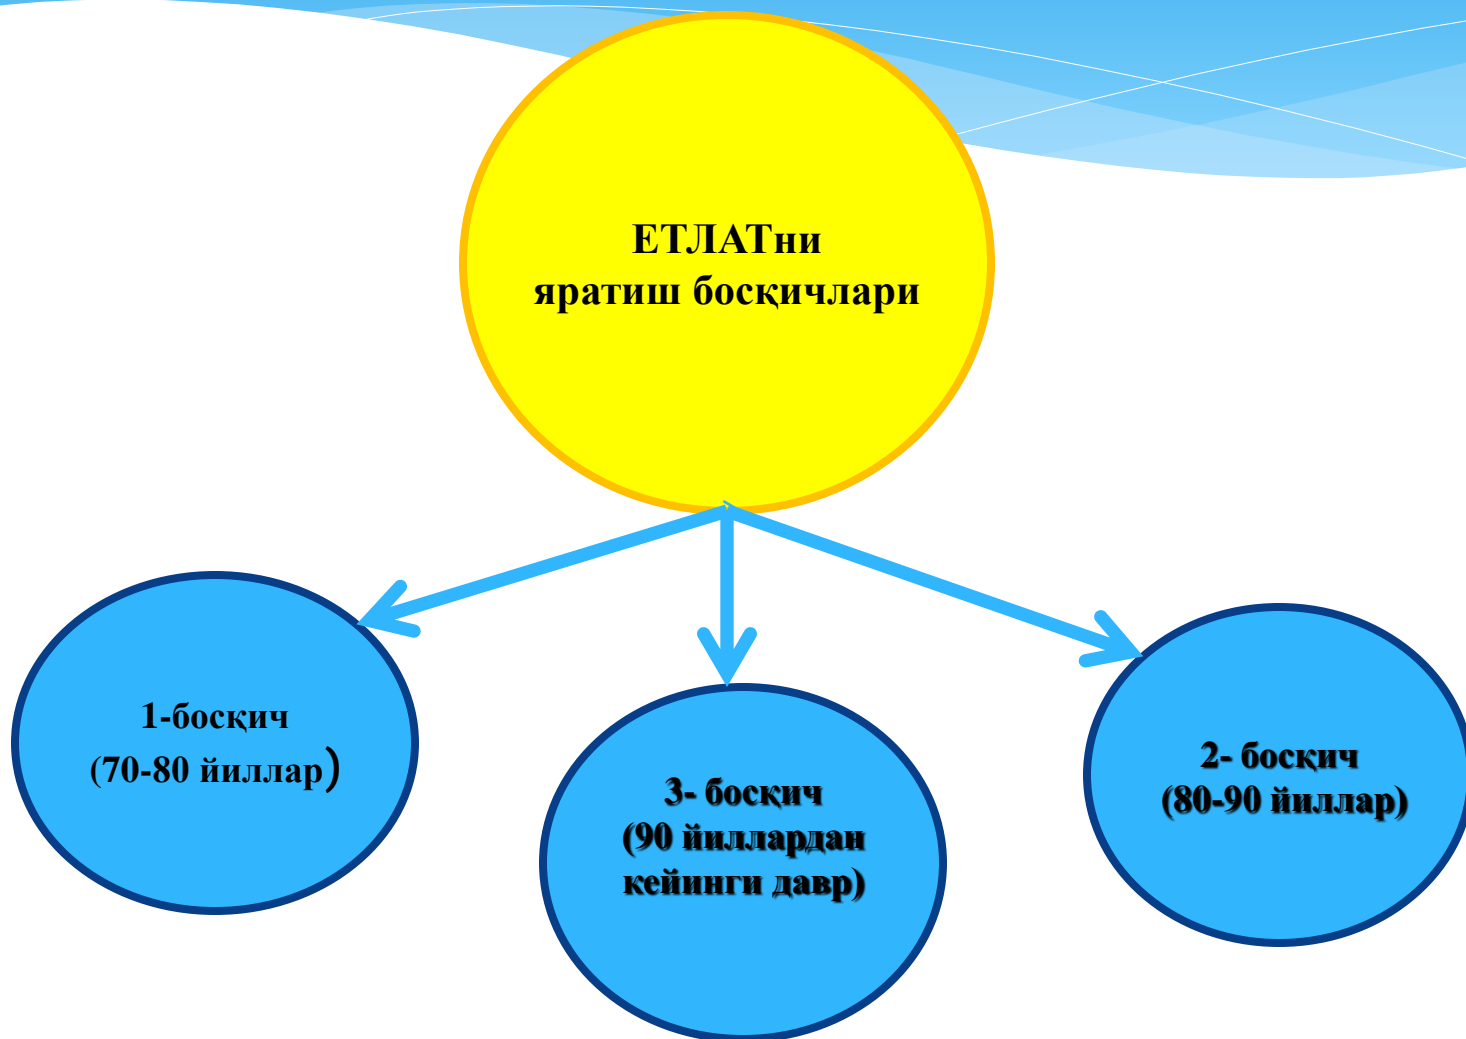 ЕТЛАТни
яратиш босқичлари
1-босқич
(70-80 йиллар)
3- босқич
(90 йиллардан
кейинги давр)
2- босқич
(80-90 йиллар)